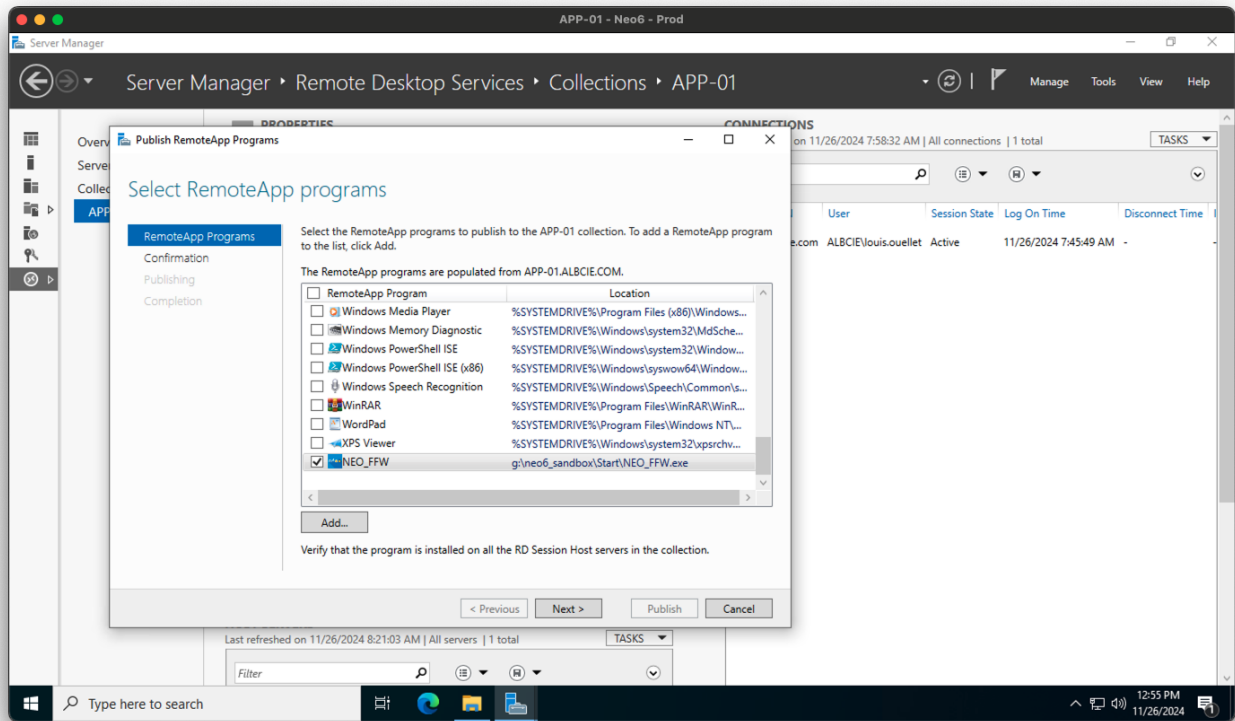 APP-01 - Neo6 - Prod
Server Manager
Server Manager ‣ Remote Desktop Services ‣ Collections ‣ APP-01
Manage Tools View Help
Publish RemoteApp Programs
Select RemoteApp programs
RemoteApp Programs
Confirmation
Publishing
Completion
Select the RemoteApp programs to publish to the APP-01 collection. To add a RemoteApp program
to the list, click Add.
The RemoteApp programs are populated from APP-01.ALBCIE.COM.
RemoteApp Program Location
Windows Media Player %SYSTEMDRIVE%\Program Files (x86)\Windows...
Windows Memory Diagnostic %SYSTEMDRIVE%\Windows\system32\MdSche...
Windows PowerShell ISE %SYSTEMDRIVE%\Windows\system32\Window...
Windows PowerShell ISE (x86) %SYSTEMDRIVE%\Windows\syswow64\Window...
Windows Speech Recognition %SYSTEMDRIVE%\Windows\Speech\Common\s...
WinRAR %SYSTEMDRIVE%\Program Files\WinRAR\WinR...
WordPad %SYSTEMDRIVE%\Program Files\Windows NT\...
XPS Viewer %SYSTEMDRIVE%\Windows\system32\xpsrchv...
NEO_FFW g:\neo6_sandbox\Start\NEO_FFW.exe
Add...
Verify that the program is installed on all the RD Session Host servers in the collection.
< Previous Next > Publish Cancel
Overv
Server
Collec
APP
PROPERTIES
CONNECTIONS
on 11/26/2024 7:58:32 AM | All connections | 1 total TASKS
User Session State Log On Time Disconnect Time
e.com ALBCIE\louis.ouellet Active 11/26/2024 7:45:49 AM - -
Last refreshed on 11/26/2024 8:21:03 AM | All servers | 1 total TASKS
Filter
Type here to search
12:55 PM
11/26/2024
1